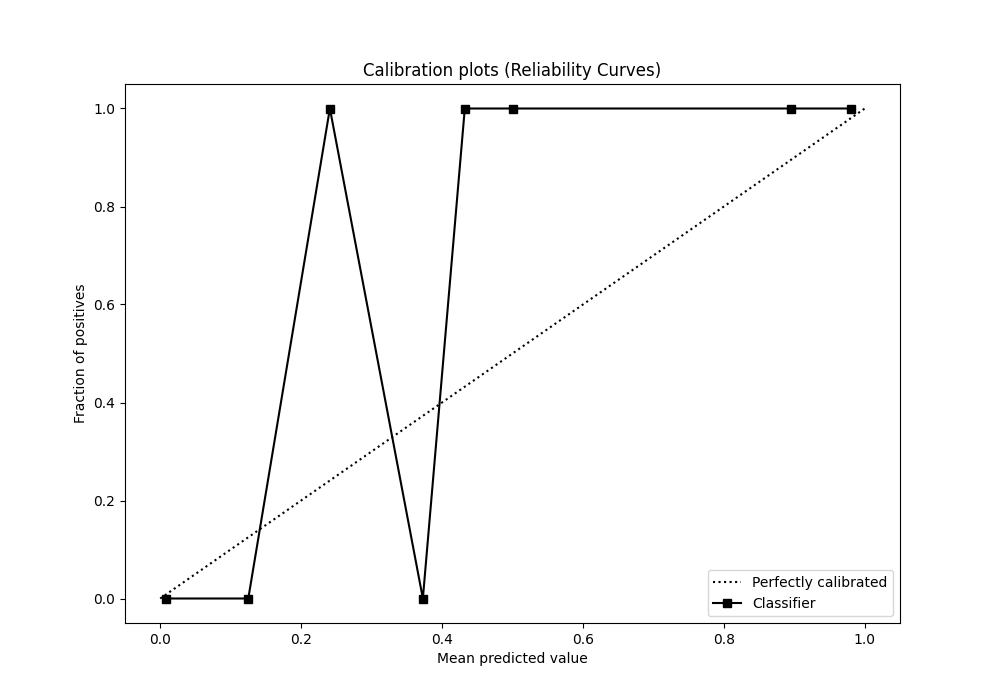 Calibration plots (Reliability Curves)
1.0
0.8
0.6
0.4
0.2
0.0
Fraction of positives
0.0 0.2 0.4 0.6 0.8 1.0
Mean predicted value
Perfectly calibrated
Classifier